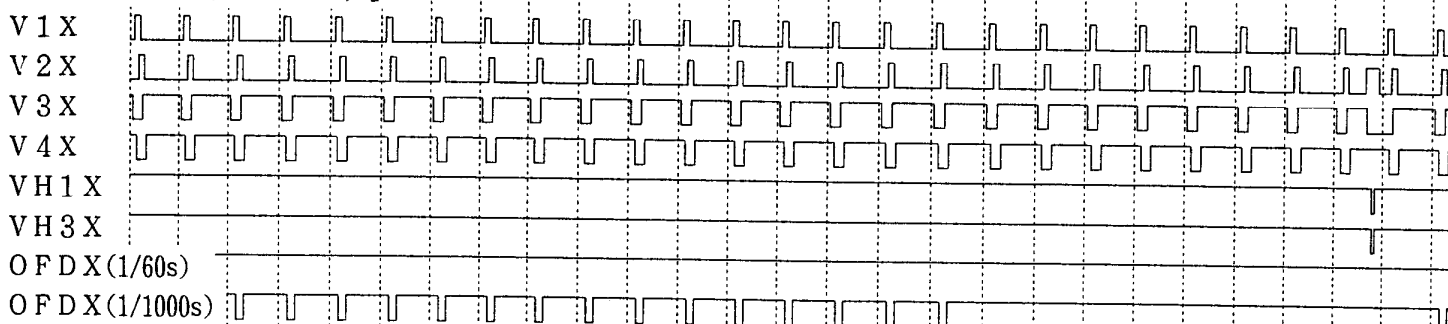 V1X
V2X
V3X
V4X
VH1X
VH3X
OFDX(1/60s)
OFDX(1/1000s)